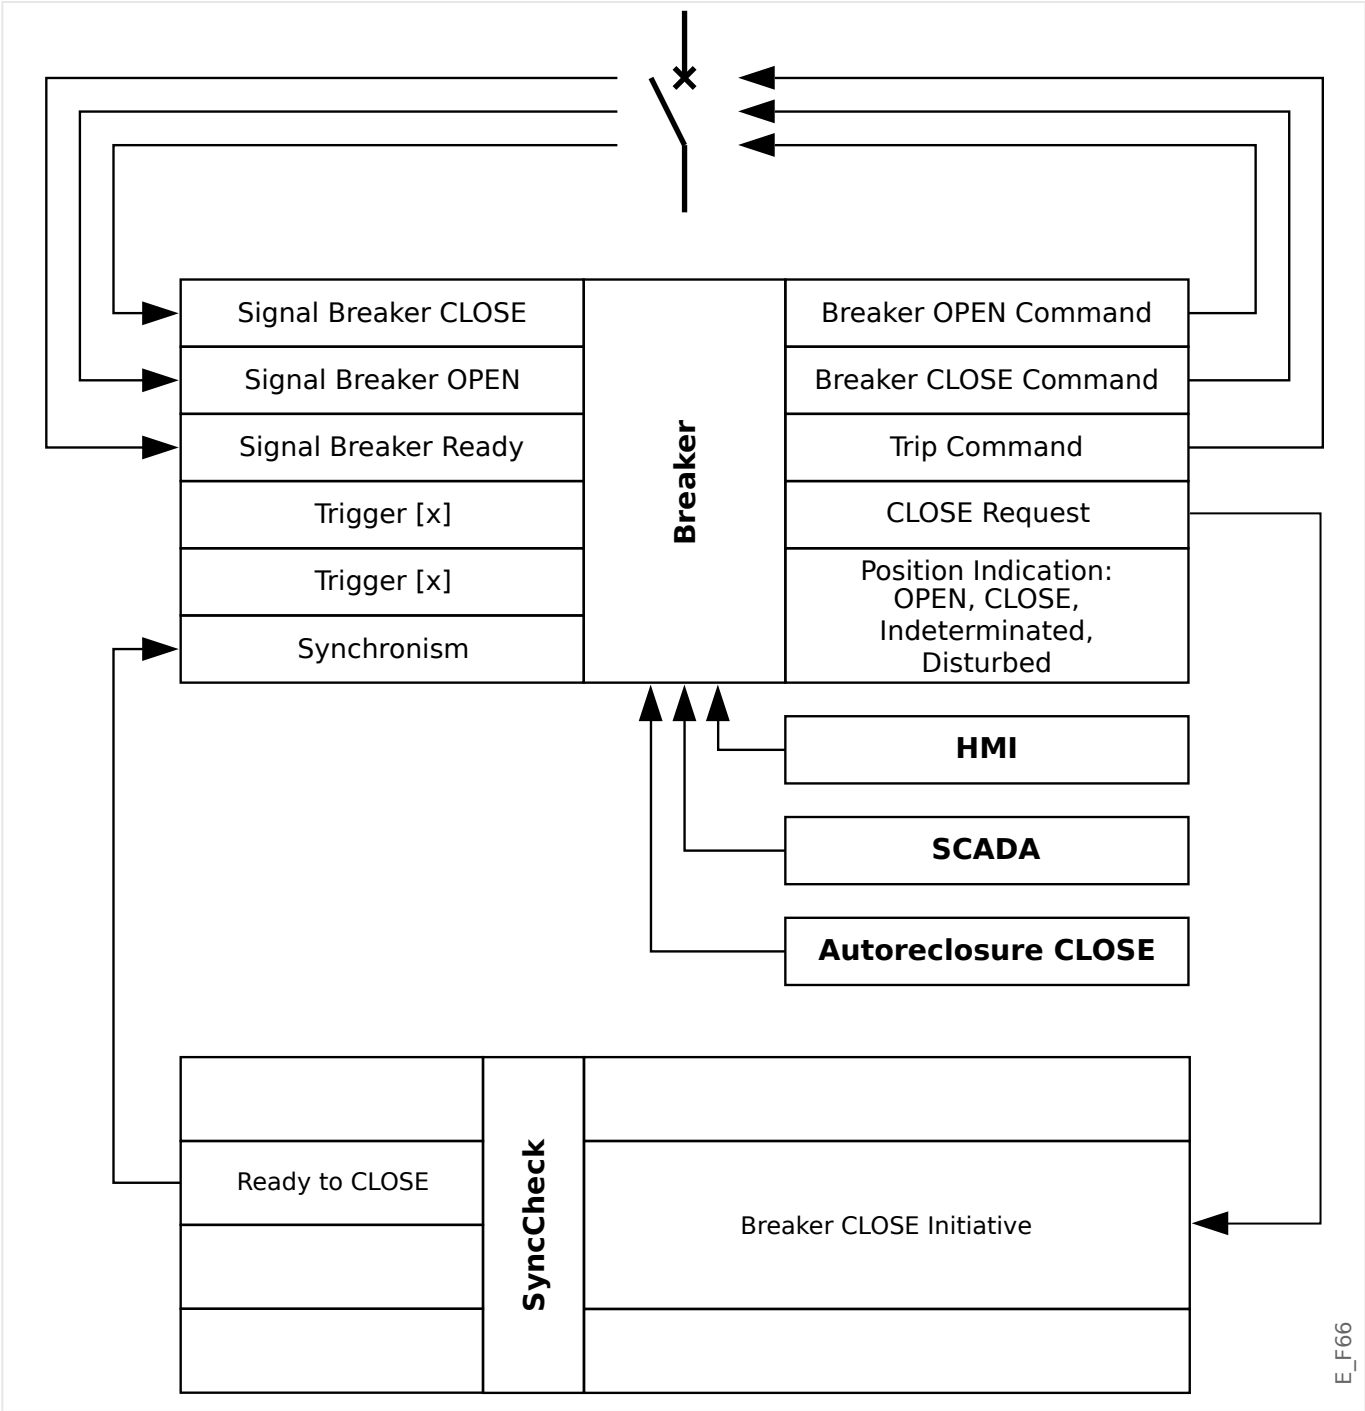 Signal Breaker CLOSE
Signal Breaker OPEN
Signal Breaker Ready
Trigger [x]
Trigger [x]
Synchronism
Breaker
Breaker OPEN Command
Breaker CLOSE Command
Trip Command
CLOSE Request
Position Indication:
OPEN, CLOSE,
Indeterminated,
Disturbed
HMI
SCADA
Autoreclosure CLOSE
Ready to CLOSE
SyncCheck
Breaker CLOSE Initiative
E_F66